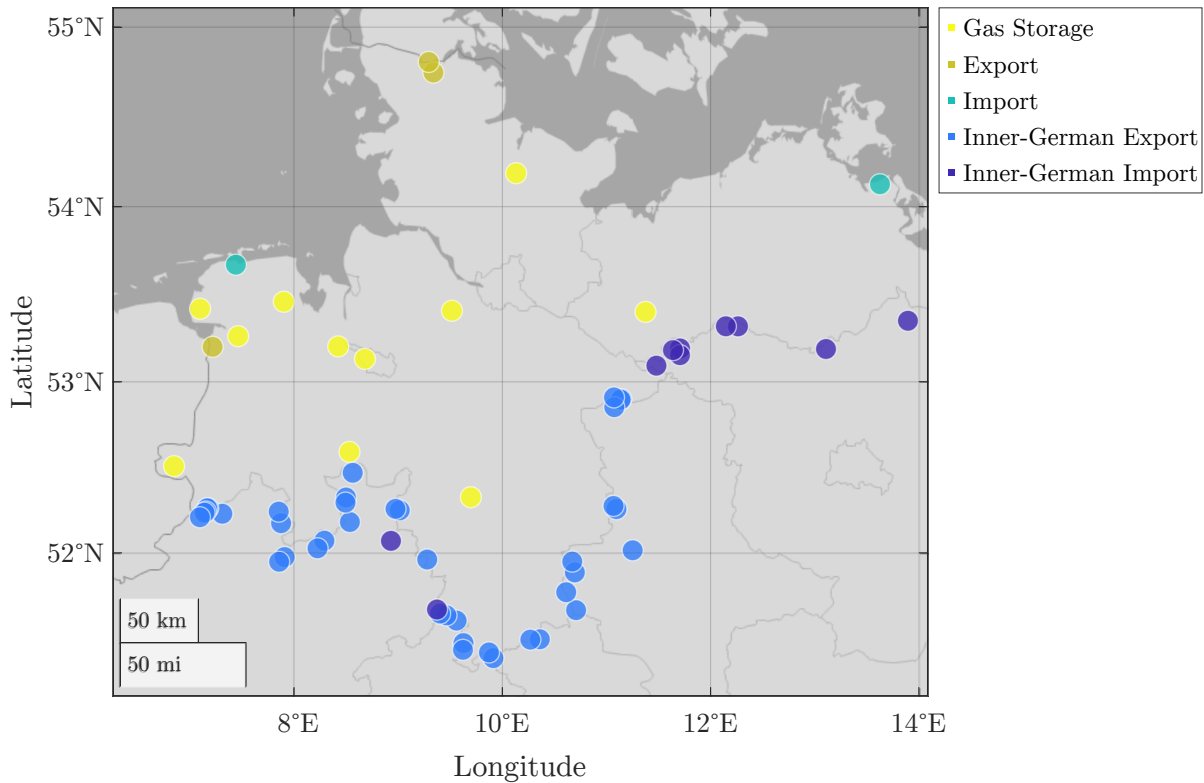 55°N
54°N
53°N
52°N
Latitude
50 km
50 mi
8°E
10°E
12°E
14°E
Longitude
Gas Storage
Export
Import
Inner-German Export
Inner-German Import